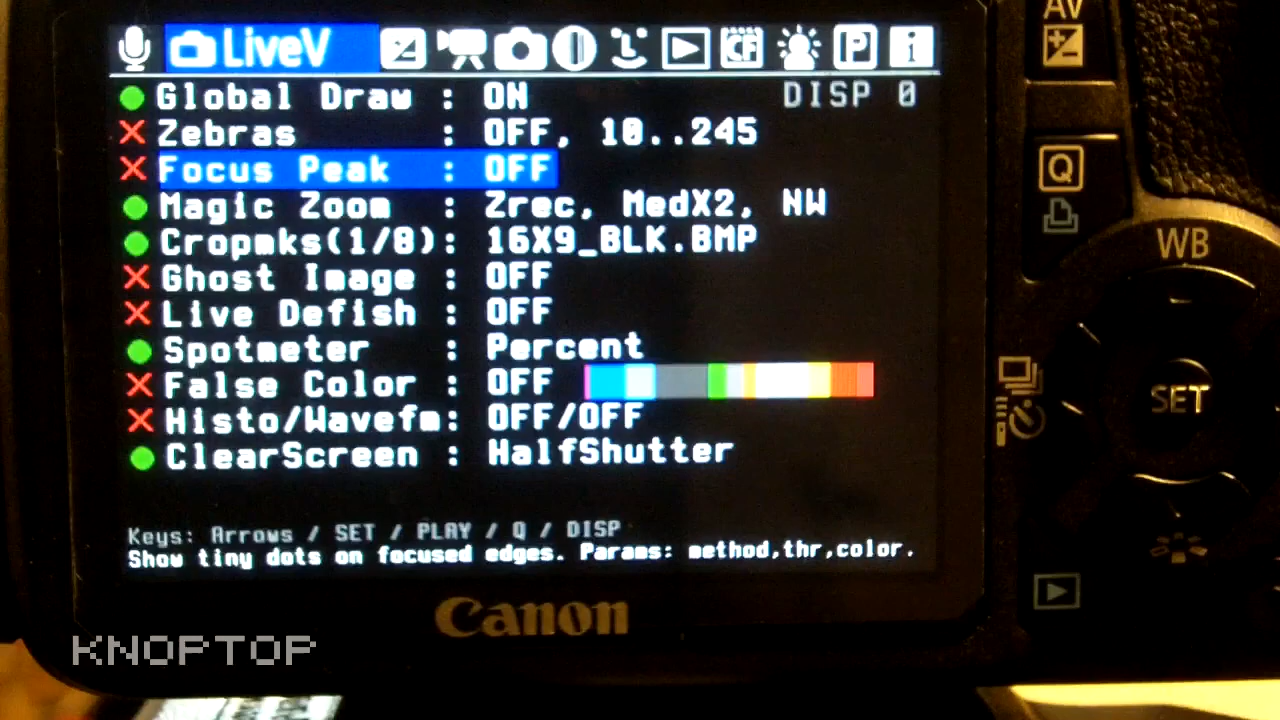 LiveV
Global Draw : ON DISP 0
Zebras : OFF, 10..245
Focus Peak : OFF
Magic Zoom : Zrec, MedX2, NW
Cropmks(1/8): 16X9_BLK.BMP
Ghost Image : OFF
Live Defish : OFF
Spotmeter : Percent
False Color : OFF
Histo/Wavefm: OFF/OFF
ClearScreen : HalfShutter
Keys: Arrows / SET / PLAY / Q / DISP
Show tiny dots on focused edges. Params: method,thr,color.
Canon
KNOPTOP
AV
Q
WB
SET